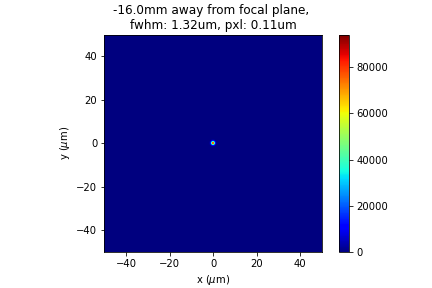 -16.0mm away from focal plane,
fwhm: 1.32um, pxl: 0.11um
40
20
0
−20
−40
y (μm)
−40 −20 0 20 40
x (μm)
80000
60000
40000
20000
0